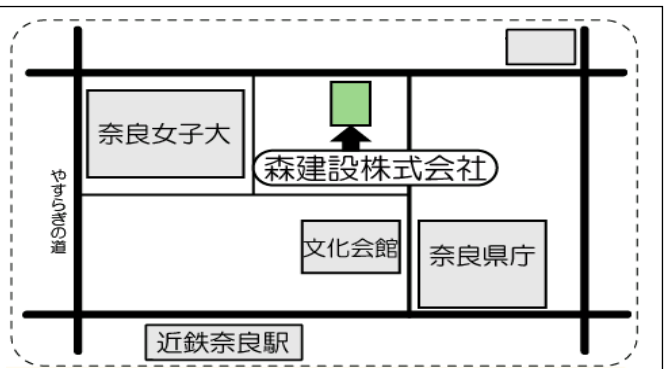 奈良女子大
森建設株式会社
やすらぎの道
文化会館
奈良県庁
近鉄奈良駅